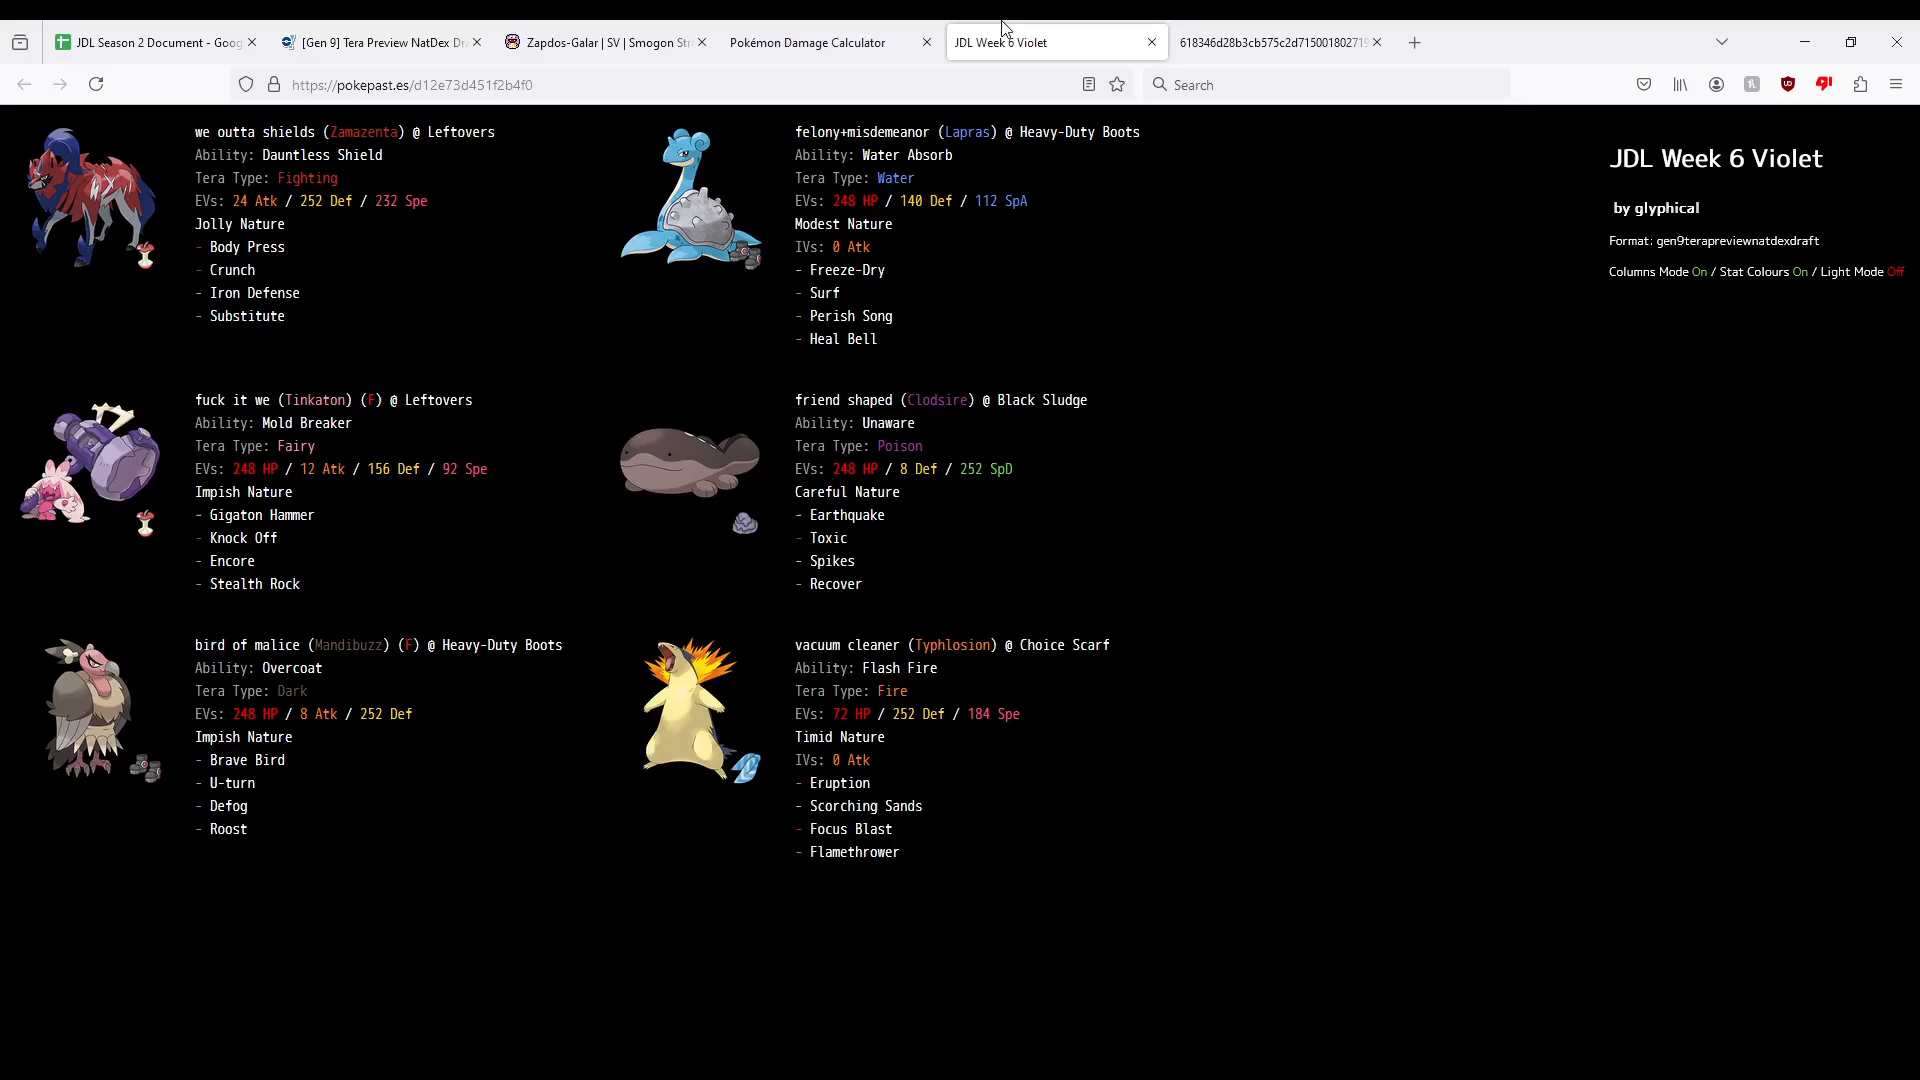 JDL Season 2 Document - Goog
[Gen 9] Tera Preview NatDex Dr
Zapdos-Galar | SV | Smogon Str
Pokémon Damage Calculator
JDL Week 6 Violet
618346d28b3cb575c2d715001802719
https://pokepast.es/d12e73d451f2b4f0
Search
we outta shields (Zamazenta) @ Leftovers
Ability: Dauntless Shield
Tera Type: Fighting
EVs: 24 Atk / 252 Def / 232 Spe
Jolly Nature
- Body Press
- Crunch
- Iron Defense
- Substitute
felony+misdemeanor (Lapras) @ Heavy-Duty Boots
Ability: Water Absorb
Tera Type: Water
EVs: 248 HP / 140 Def / 112 SpA
Modest Nature
IVs: 0 Atk
- Freeze-Dry
- Surf
- Perish Song
- Heal Bell
fuck it we (Tinkaton) (F) @ Leftovers
Ability: Mold Breaker
Tera Type: Fairy
EVs: 248 HP / 12 Atk / 156 Def / 92 Spe
Impish Nature
- Gigaton Hammer
- Knock Off
- Encore
- Stealth Rock
friend shaped (Clodsire) @ Black Sludge
Ability: Unaware
Tera Type: Poison
EVs: 248 HP / 8 Def / 252 SpD
Careful Nature
- Earthquake
- Toxic
- Spikes
- Recover
bird of malice (Mandibuzz) (F) @ Heavy-Duty Boots
Ability: Overcoat
Tera Type: Dark
EVs: 248 HP / 8 Atk / 252 Def
Impish Nature
- Brave Bird
- U-turn
- Defog
- Roost
vacuum cleaner (Typhlosion) @ Choice Scarf
Ability: Flash Fire
Tera Type: Fire
EVs: 72 HP / 252 Def / 184 Spe
Timid Nature
IVs: 0 Atk
- Eruption
- Scorching Sands
- Focus Blast
- Flamethrower
JDL Week 6 Violet
by glyphical
Format: gen9terapreviewnatdexdraft
Columns Mode On / Stat Colours On / Light Mode Off